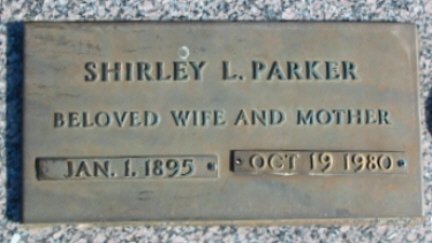 SHIRLEY L. PARKER
BELOVED WIFE AND MOTHER
JAN. 1. 1895 OCT 19 1980